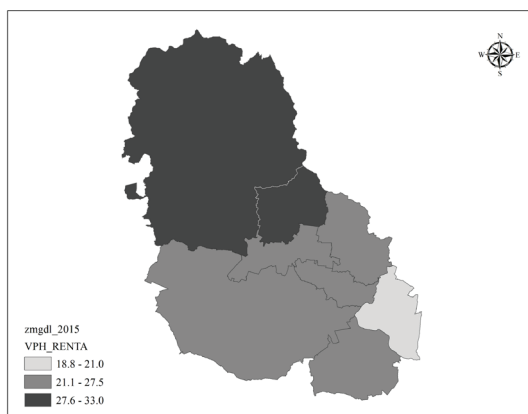 N
W E
S
zmgdl_2015
VPH_RENTA
18.8 - 21.0
21.1 - 27.5
27.6 - 33.0